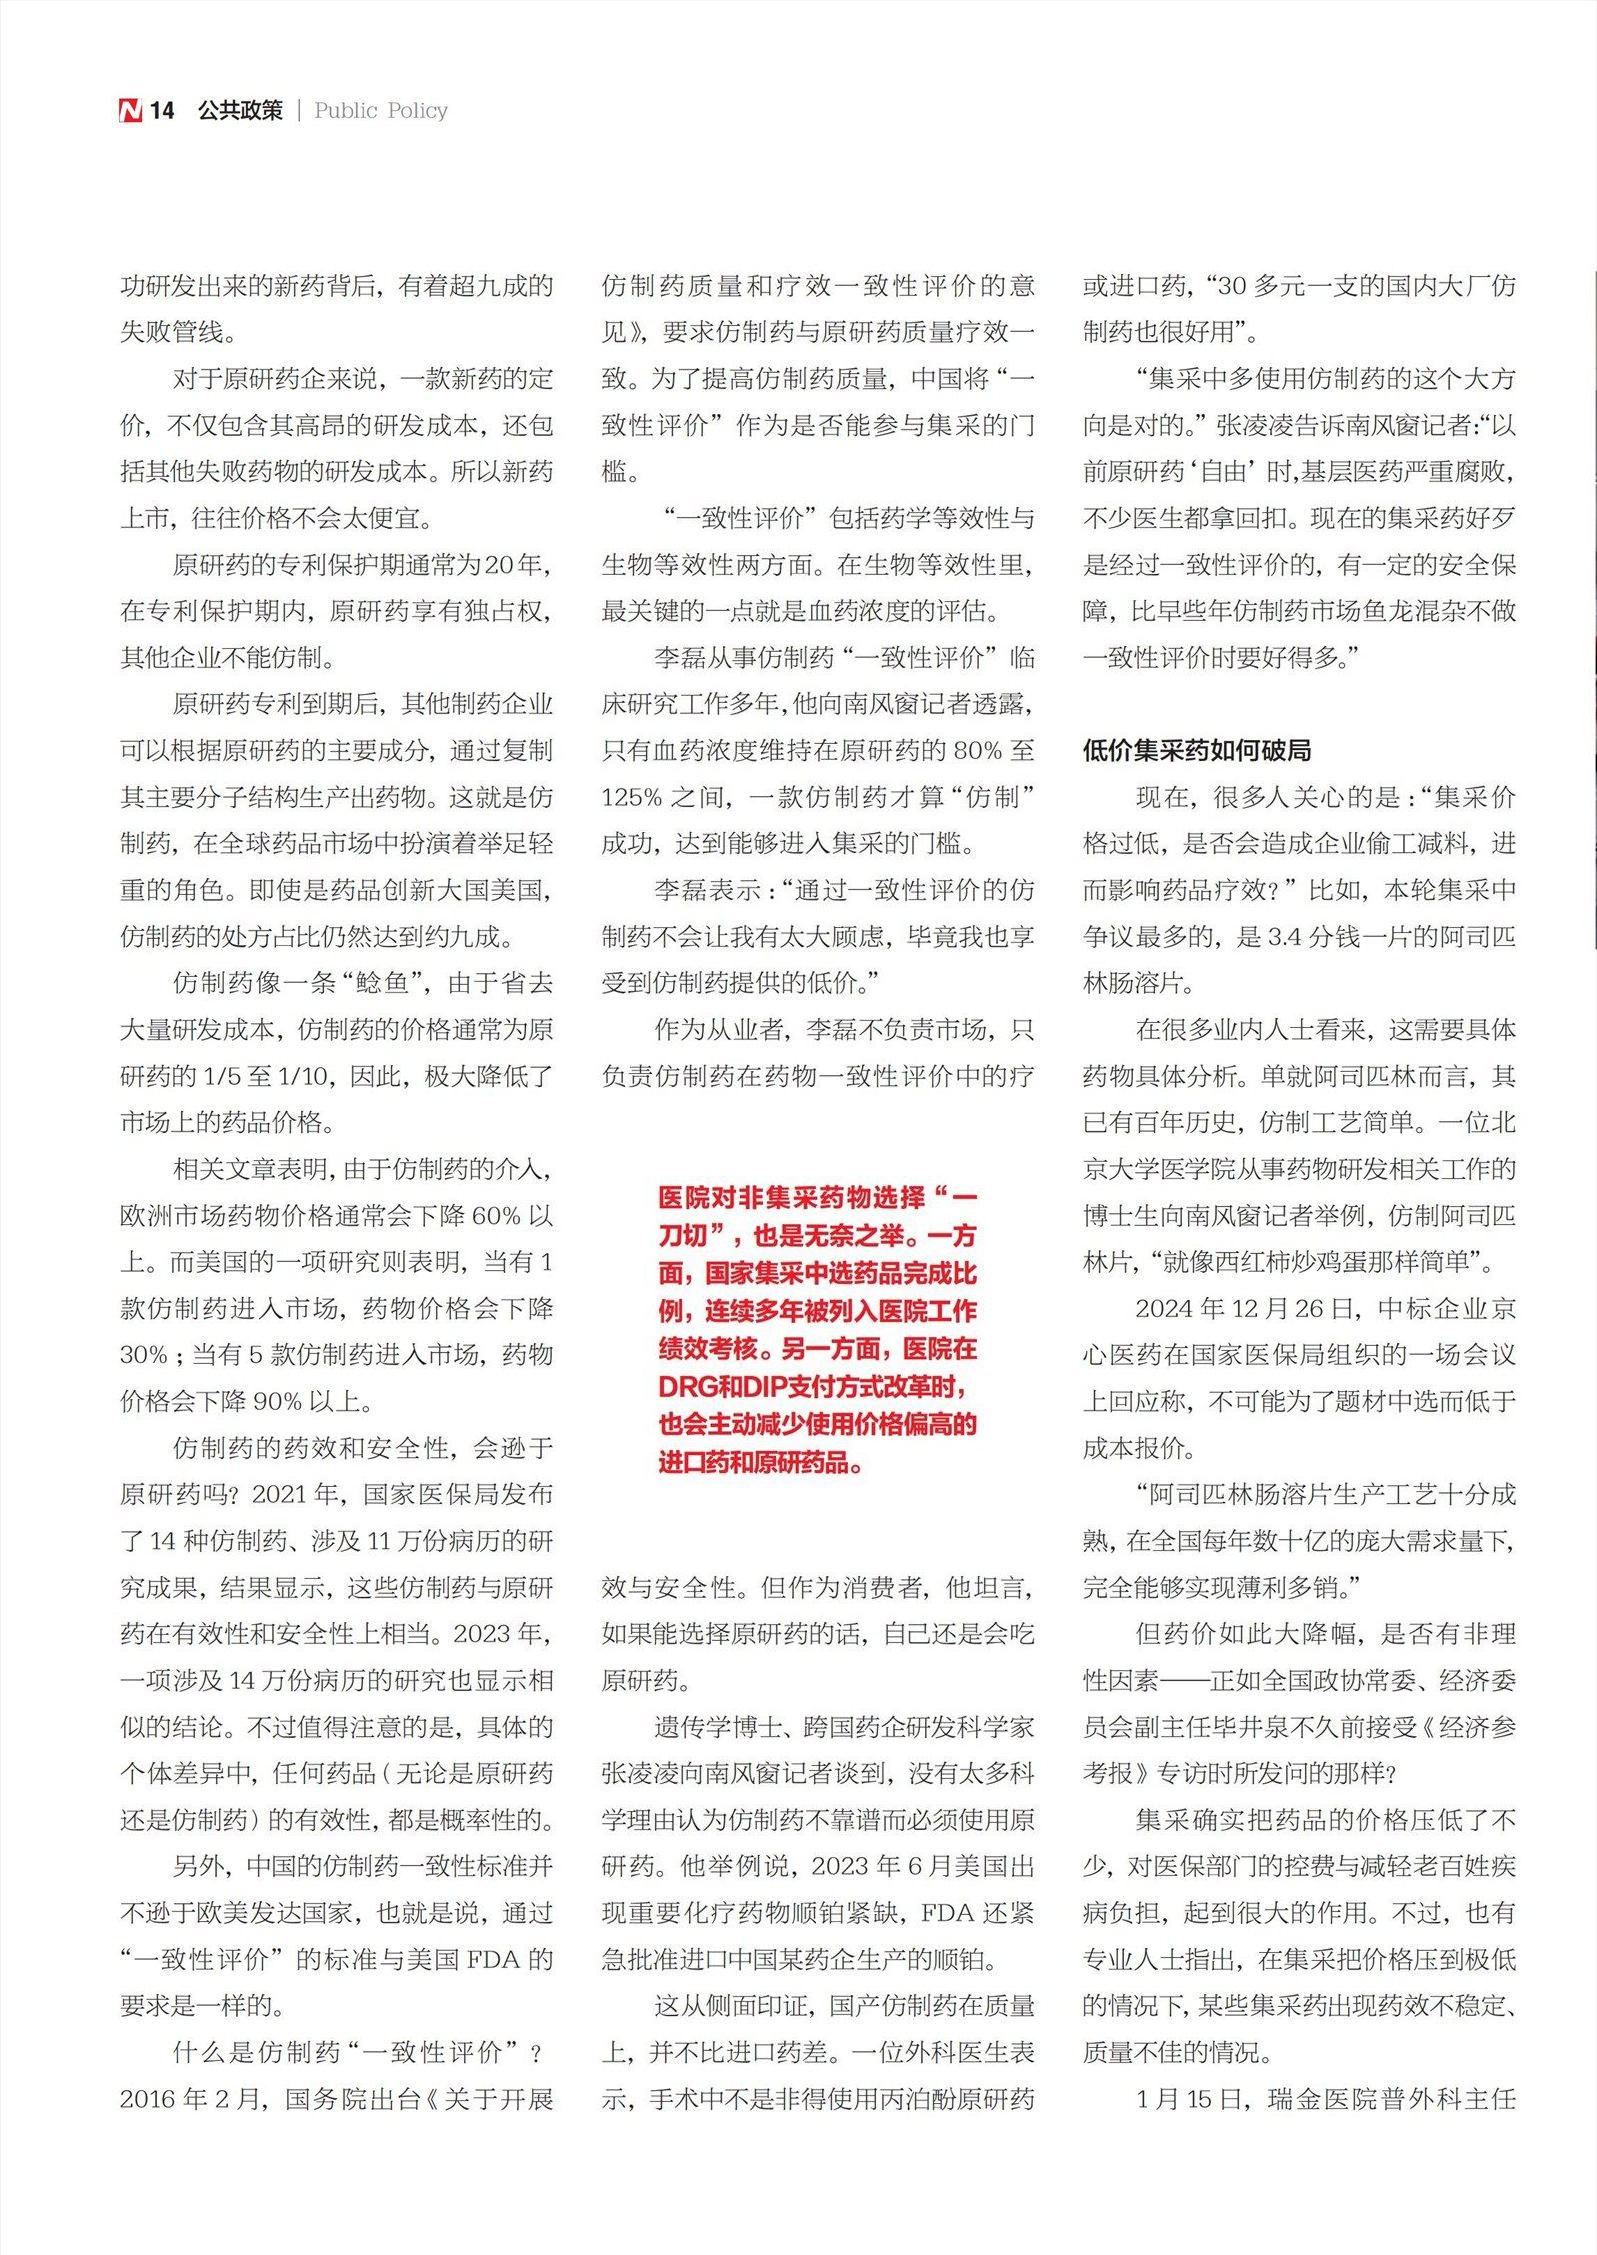 N 14 公共政策 | Public Policy
功研发出来的新药背后，有着超九成的
失败管线。
对于原研药企来说，一款新药的定
价，不仅包含其高昂的研发成本，还包
括其他失败药物的研发成本。所以新药
上市，往往价格不会太便宜。
原研药的专利保护期通常为20年，
在专利保护期内，原研药享有独占权，
其他企业不能仿制。
原研药专利到期后，其他制药企业
可以根据原研药的主要成分，通过复制
其主要分子结构生产出药物。这就是仿
制药，在全球药品市场中扮演着举足轻
重的角色。即使是药品创新大国美国，
仿制药的处方占比仍然达到约九成。
仿制药像一条“鲶鱼”，由于省去
大量研发成本，仿制药的价格通常为原
研药的 1/5 至 1/10，因此，极大降低了
市场上的药品价格。
相关文章表明，由于仿制药的介入，
欧洲市场药物价格通常会下降 60% 以
上。而美国的一项研究则表明，当有 1
款仿制药进入市场，药物价格会下降
30%；当有 5 款仿制药进入市场，药物
价格会下降 90% 以上。
仿制药的药效和安全性，会逊于
原研药吗？2021 年，国家医保局发布
了 14 种仿制药、涉及 11 万份病历的研
究成果，结果显示，这些仿制药与原研
药在有效性和安全性上相当。2023 年，
一项涉及 14 万份病历的研究也显示相
似的结论。不过值得注意的是，具体的
个体差异中，任何药品（无论是原研药
还是仿制药）的有效性，都是概率性的。
另外，中国的仿制药一致性标准并
不逊于欧美发达国家，也就是说，通过
“一致性评价”的标准与美国 FDA 的
要求是一样的。
什么是仿制药“一致性评价”？
2016 年 2 月，国务院出台《关于开展
仿制药质量和疗效一致性评价的意
见》，要求仿制药与原研药质量疗效一
致。为了提高仿制药质量，中国将“一
致性评价”作为是否能参与集采的门
槛。
“一致性评价”包括药学等效性与
生物等效性两方面。在生物等效性里，
最关键的一点就是血药浓度的评估。
李磊从事仿制药“一致性评价”临
床研究工作多年，他向南风窗记者透露，
只有血药浓度维持在原研药的 80% 至
125% 之间，一款仿制药才算“仿制”
成功，达到能够进入集采的门槛。
李磊表示：“通过一致性评价的仿
制药不会让我有太大顾虑，毕竟我也享
受到仿制药提供的低价。”
作为从业者，李磊不负责市场，只
负责仿制药在药物一致性评价中的疗
医院对非集采药物选择“一
刀切”，也是无奈之举。一方
面，国家集采中选药品完成比
例，连续多年被列入医院工作
绩效考核。另一方面，医院在
DRG和DIP支付方式改革时，
也会主动减少使用价格偏高的
进口药和原研药品。
效与安全性。但作为消费者，他坦言，
如果能选择原研药的话，自己还是会吃
原研药。
遗传学博士、跨国药企研发科学家
张凌凌向南风窗记者谈到，没有太多科
学理由认为仿制药不靠谱而必须使用原
研药。他举例说，2023 年 6 月美国出
现重要化疗药物顺铂紧缺，FDA 还紧
急批准进口中国某药企生产的顺铂。
这从侧面印证，国产仿制药在质量
上，并不比进口药差。一位外科医生表
示，手术中不是非得使用丙泊酚原研药
或进口药，“30 多元一支的国内大厂仿
制药也很好用”。
“集采中多使用仿制药的这个大方
向是对的。”张凌凌告诉南风窗记者：“以
前原研药‘自由’时，基层医药严重腐败，
不少医生都拿回扣。现在的集采药好歹
是经过一致性评价的，有一定的安全保
障，比早些年仿制药市场鱼龙混杂不做
一致性评价时要好得多。”
低价集采药如何破局
现在，很多人关心的是：“集采价
格过低，是否会造成企业偷工减料，进
而影响药品疗效？”比如，本轮集采中
争议最多的，是 3.4 分钱一片的阿司匹
林肠溶片。
在很多业内人士看来，这需要具体
药物具体分析。单就阿司匹林而言，其
已有百年历史，仿制工艺简单。一位北
京大学医学院从事药物研发相关工作的
博士生向南风窗记者举例，仿制阿司匹
林片，“就像西红柿炒鸡蛋那样简单”。
2024 年 12 月 26 日，中标企业京
心医药在国家医保局组织的一场会议
上回应称，不可能为了题材中选而低于
成本报价。
“阿司匹林肠溶片生产工艺十分成
熟，在全国每年数十亿的庞大需求量下，
完全能够实现薄利多销。”
但药价如此大降幅，是否有非理
性因素——正如全国政协常委、经济委
员会副主任毕井泉不久前接受《经济参
考报》专访时所发问的那样？
集采确实把药品的价格压低了不
少，对医保部门的控费与减轻老百姓疾
病负担，起到很大的作用。不过，也有
专业人士指出，在集采把价格压到极低
的情况下，某些集采药出现药效不稳定、
质量不佳的情况。
1 月 15 日，瑞金医院普外科主任